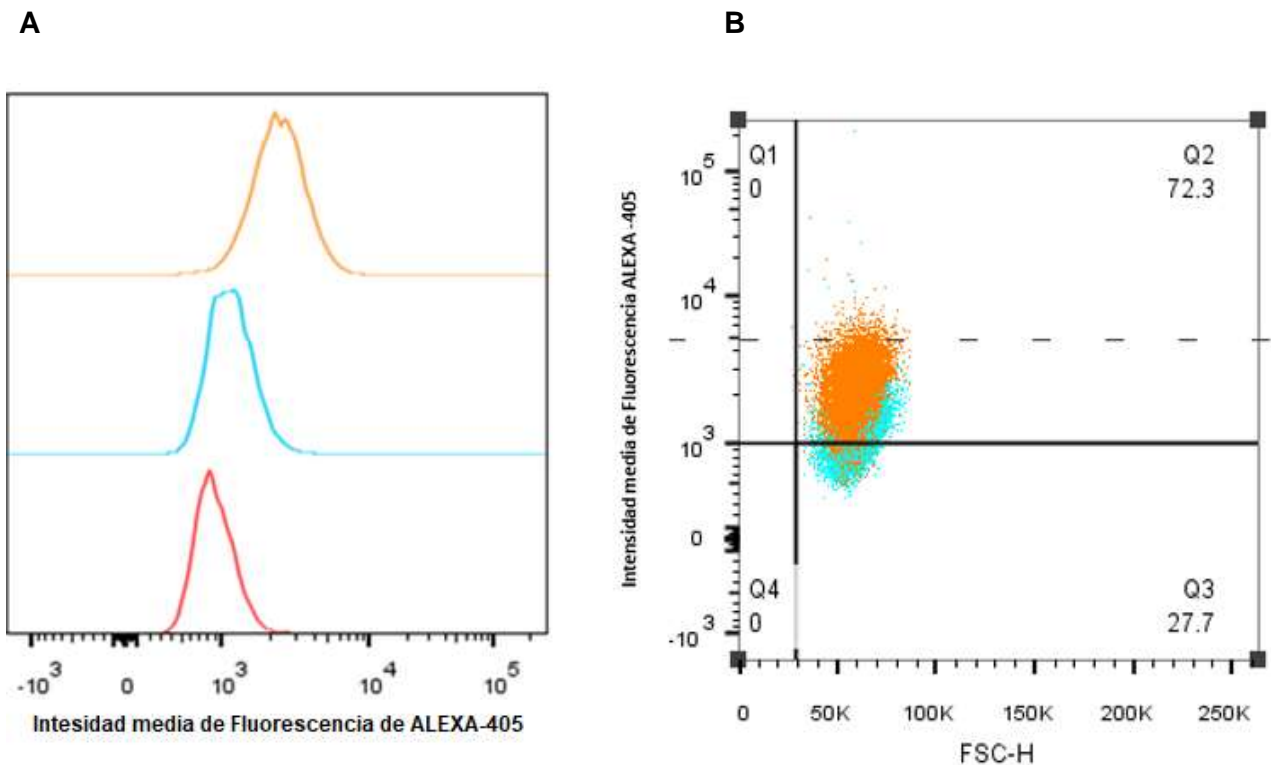 A
B
-10 3
0
10 3
10 4
10 5
Intesidad media de Fluorescencia de ALEXA-405
Intensidad media de Fluorescencia ALEXA-405
10 5
10 4
10 3
0
-10 3
Q1
0
Q2
72.3
Q4
0
Q3
27.7
0
50K
100K
150K
200K
250K
FSC-H